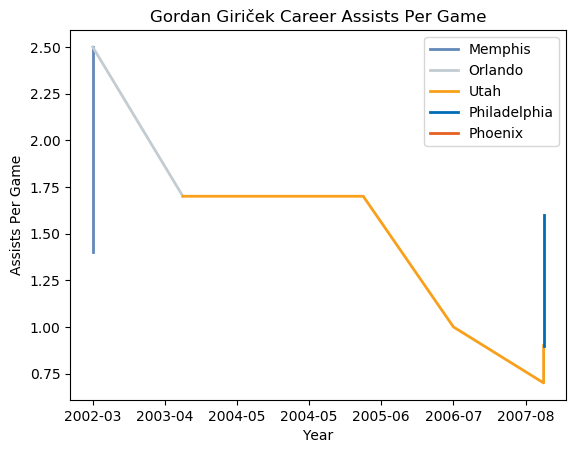 Gordan Giriček Career Assists Per Game
Memphis
Orlando
Utah
Philadelphia
Phoenix
2.50
2.25
2.00
1.75
1.50
1.25
1.00
0.75
Assists Per Game
2002-03 2003-04 2004-05 2004-05 2005-06 2006-07 2007-08
Year